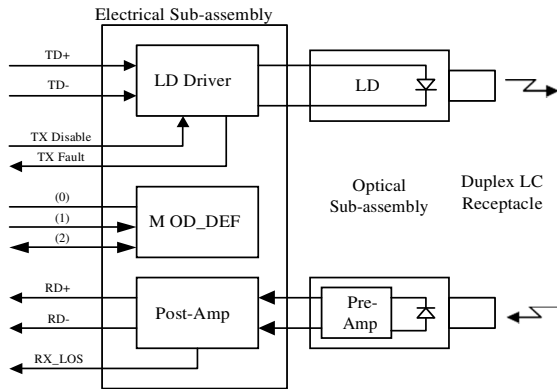 Electrical Sub-assembly
TD+
TD-
LD Driver
LD
TX Disable
TX Fault
(0)
(1)
(2)
M OD_DEF
Optical
Sub-assembly
Duplex LC
Receptacle
RD+
RD-
Post-Amp
Pre-
Amp
RX_LOS